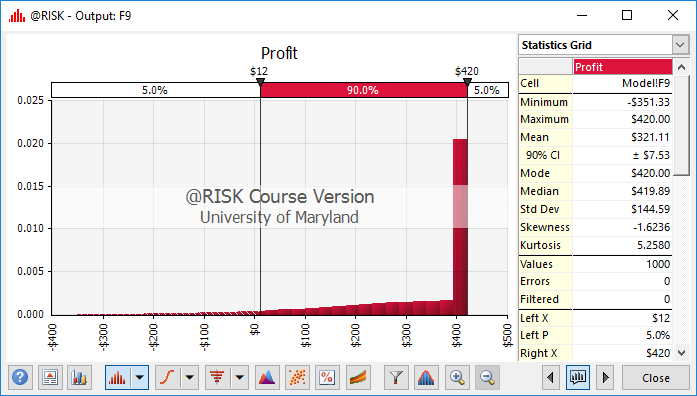 @RISK - Output: F9
Profit
$12 $420
5.0% 90.0% 5.0%
0.025
0.020
0.015
0.010
0.005
0.000
-$400 -$300 -$200 -$100 $0 $100 $200 $300 $400 $500
@RISK Course Version
University of Maryland
Statistics Grid
Profit
Cell Model!F9
Minimum -$351.33
Maximum $420.00
Mean $321.11
90% CI ± $7.53
Mode $420.00
Median $419.89
Std Dev $144.59
Skewness -1.6236
Kurtosis 5.2580
Values 1000
Errors 0
Filtered 0
Left X $12
Left P 5.0%
Right X $420
Close